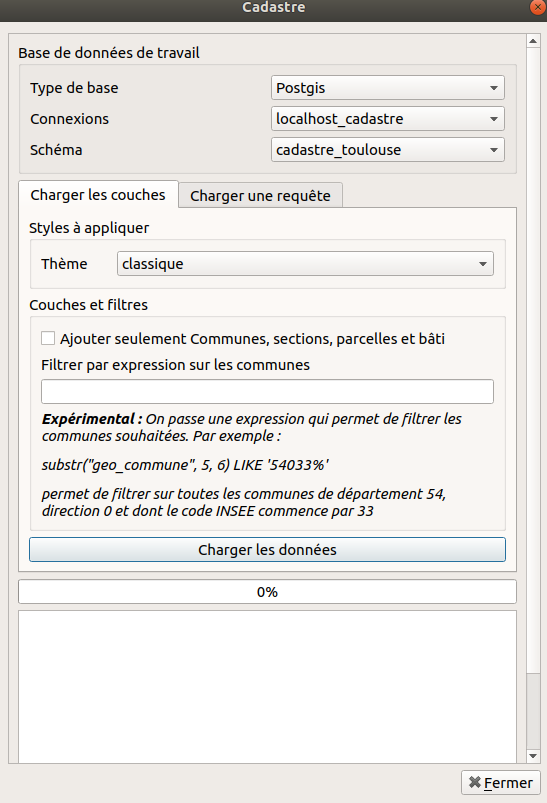 Cadastre
Base de données de travail
Type de base
Postgis
Connexions
localhost_cadastre
Schéma
cadastre_toulouse
Charger les couches
Charger une requête
Styles à appliquer
Thème
classique
Couches et filtres
Ajouter seulement Communes, sections, parcelles et bâti
Filtrer par expression sur les communes
Expérimental : On passe une expression qui permet de filtrer les
communes souhaitées. Par exemple :
substr("geo_commune", 5, 6) LIKE '54033%'
permet de filtrer sur toutes les communes de département 54,
direction 0 et dont le code INSEE commence par 33
Charger les données
0%
Fermer